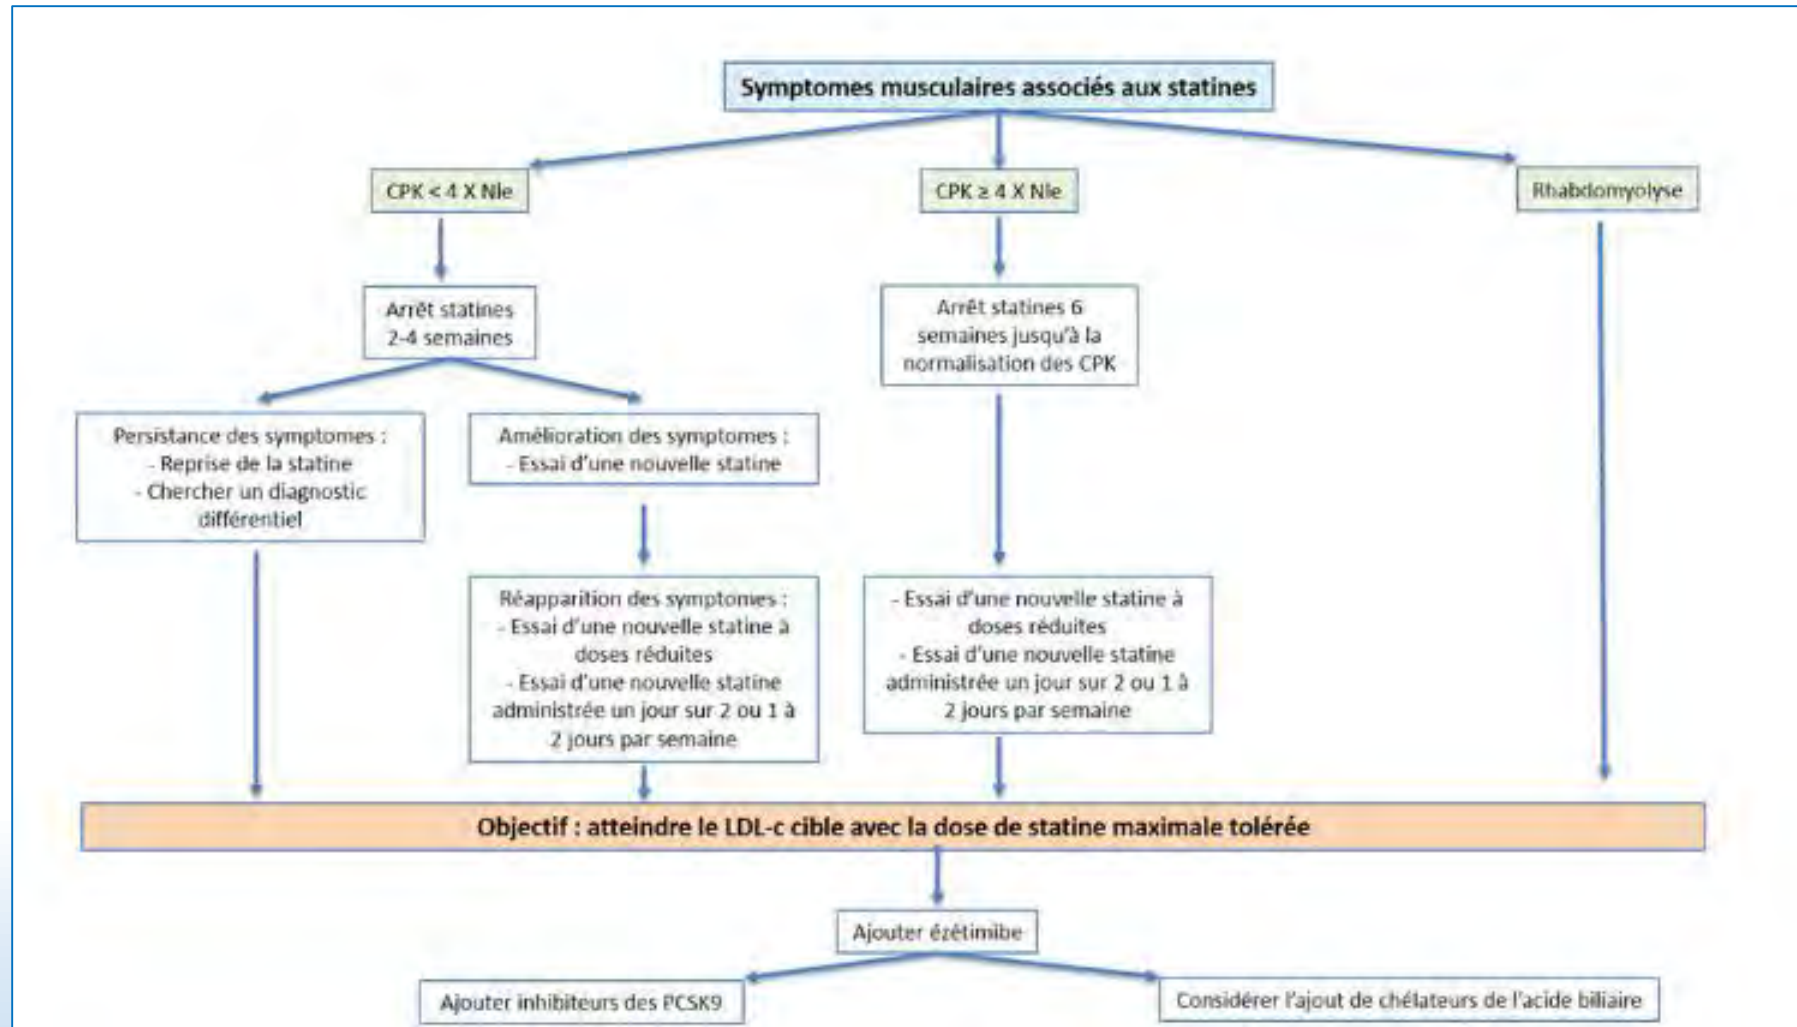 Symptomes musculaires associés aux statines
CPK < 4 X Nle
CPK ≥ 4 X Nle
Rhabdomyolyse
Arrêt statines
2-4 semaines
Arrêt statines 6
semaines jusqu'à la
normalisation des CPK
Persistance des symptomes :
- Reprise de la statine
- Chercher un diagnostic
différentiel
Amélioration des symptomes :
- Essai d'une nouvelle statine
Réapparition des symptomes :
- Essai d'une nouvelle statine à
doses réduites
- Essai d'une nouvelle statine
administrée un jour sur 2 ou 1 à
2 jours par semaine
- Essai d'une nouvelle statine à
doses réduites
- Essai d'une nouvelle statine
administrée un jour sur 2 ou 1 à
2 jours par semaine
Objectif : atteindre le LDL-c cible avec la dose de statine maximale tolérée
Ajouter ézétimibe
Ajouter inhibiteurs des PCSK9
Considérer l'ajout de chélateurs de l'acide biliaire